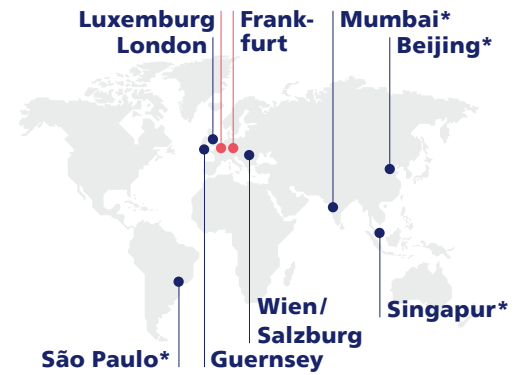 Luxemburg
London
Frank-
furt
Mumbai*
Beijing*
Wien/
Salzburg
Singapur*
São Paulo*
Guernsey